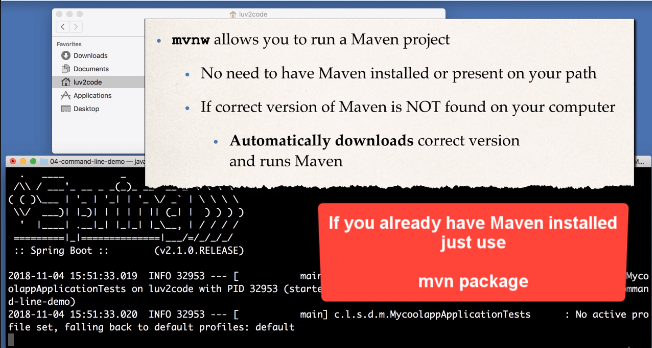 luv2code
Favorites
Downloads
Documents
luv2code
Applications
Desktop
• mvnw allows you to run a Maven project
• No need to have Maven installed or present on your path
• If correct version of Maven is NOT found on your computer
• Automatically downloads correct version
and runs Maven
04-command-line-demo — java
If you already have Maven installed
just use
mvn package
:: Spring Boot :: (v2.1.0.RELEASE)
2018-11-04 15:51:33.019 INFO 32953 --- [ main
olappApplicationTests on luv2code with PID 32953 (starte
d-line-demo)
2018-11-04 15:51:33.020 INFO 32953 --- [ main] c.l.s.d.MycoolappApplicationTests : No active pro
file set, falling back to default profiles: default